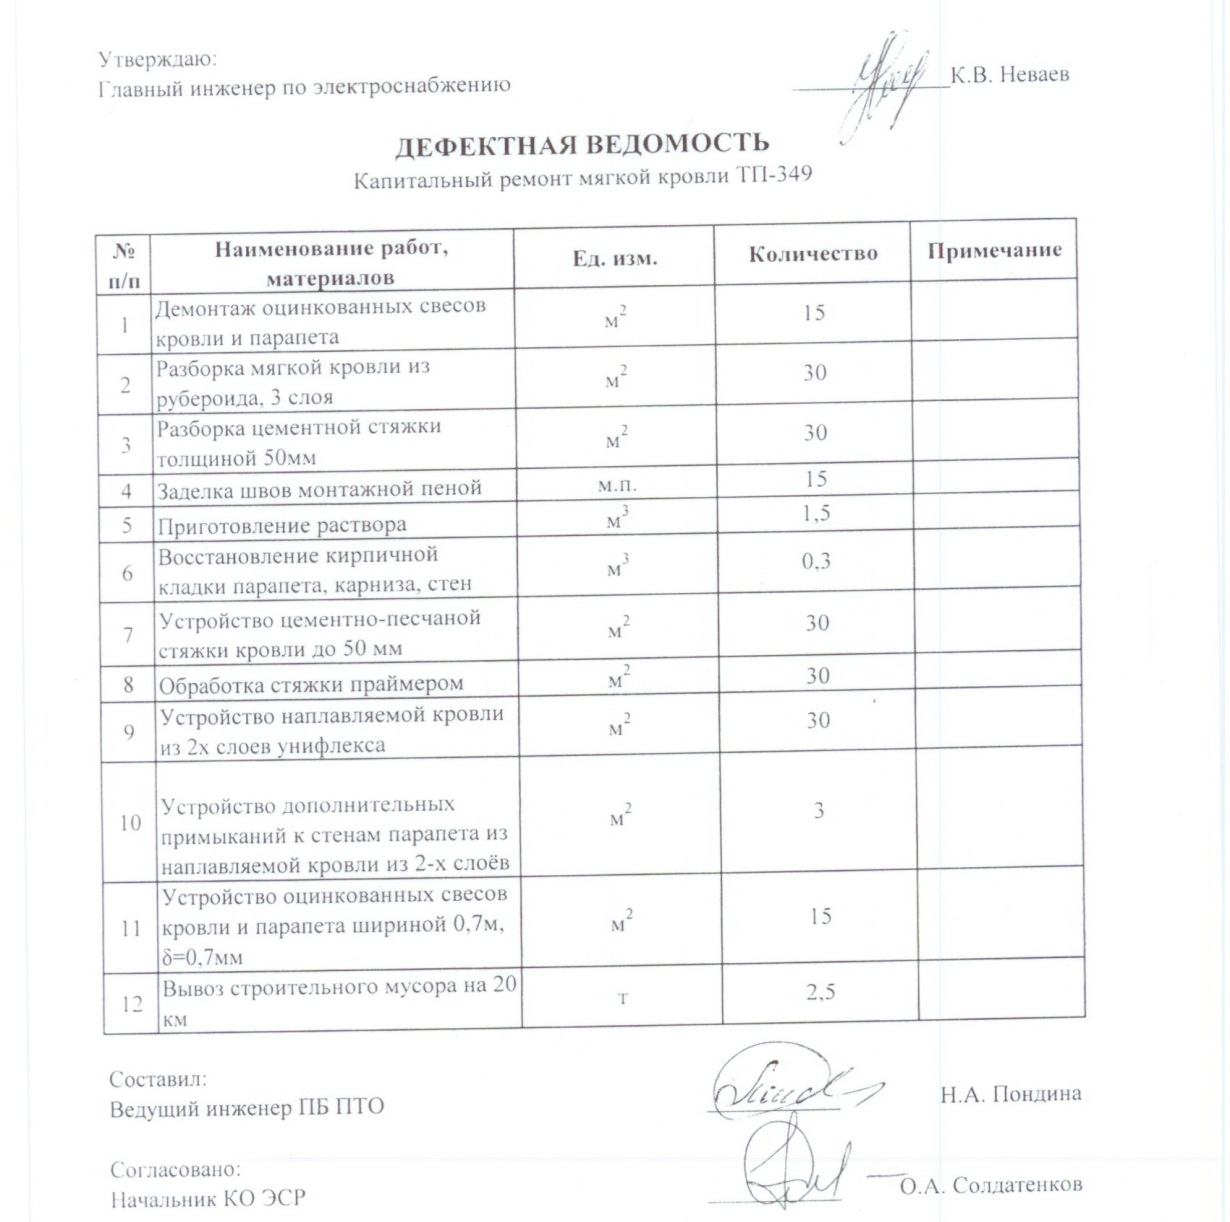 Утверждаю:
Главный инженер по электроснабжению
К.В. Неваев
ДЕФЕКТНАЯ ВЕДОМОСТЬ
Капитальный ремонт мягкой кровли ТП-349
№ п/п | Наименование работ, материалов | Ед. изм. | Количество | Примечание
1 | Демонтаж оцинкованных свесов кровли и парапета | м² | 15
2 | Разборка мягкой кровли из рубероида, 3 слоя | м² | 30
3 | Разборка цементной стяжки толщиной 50мм | м² | 30
4 | Заделка швов монтажной пеной | м.п. | 15
5 | Приготовление раствора | м³ | 1,5
6 | Восстановление кирпичной кладки парапета, карниза, стен | м³ | 0,3
7 | Устройство цементно-песчаной стяжки кровли до 50 мм | м² | 30
8 | Обработка стяжки праймером | м² | 30
9 | Устройство наплавляемой кровли из 2х слоев унифлекса | м² | 30
10 | Устройство дополнительных примыканий к стенам парапета из наплавляемой кровли из 2-х слоёв | м² | 3
11 | Устройство оцинкованных свесов кровли и парапета шириной 0,7м, δ=0,7мм | м² | 15
12 | Вывоз строительного мусора на 20 км | т | 2,5
Составил:
Ведущий инженер ПБ ПТО
Н.А. Пондина
Согласовано:
Начальник КО ЭСР
О.А. Солдатенков